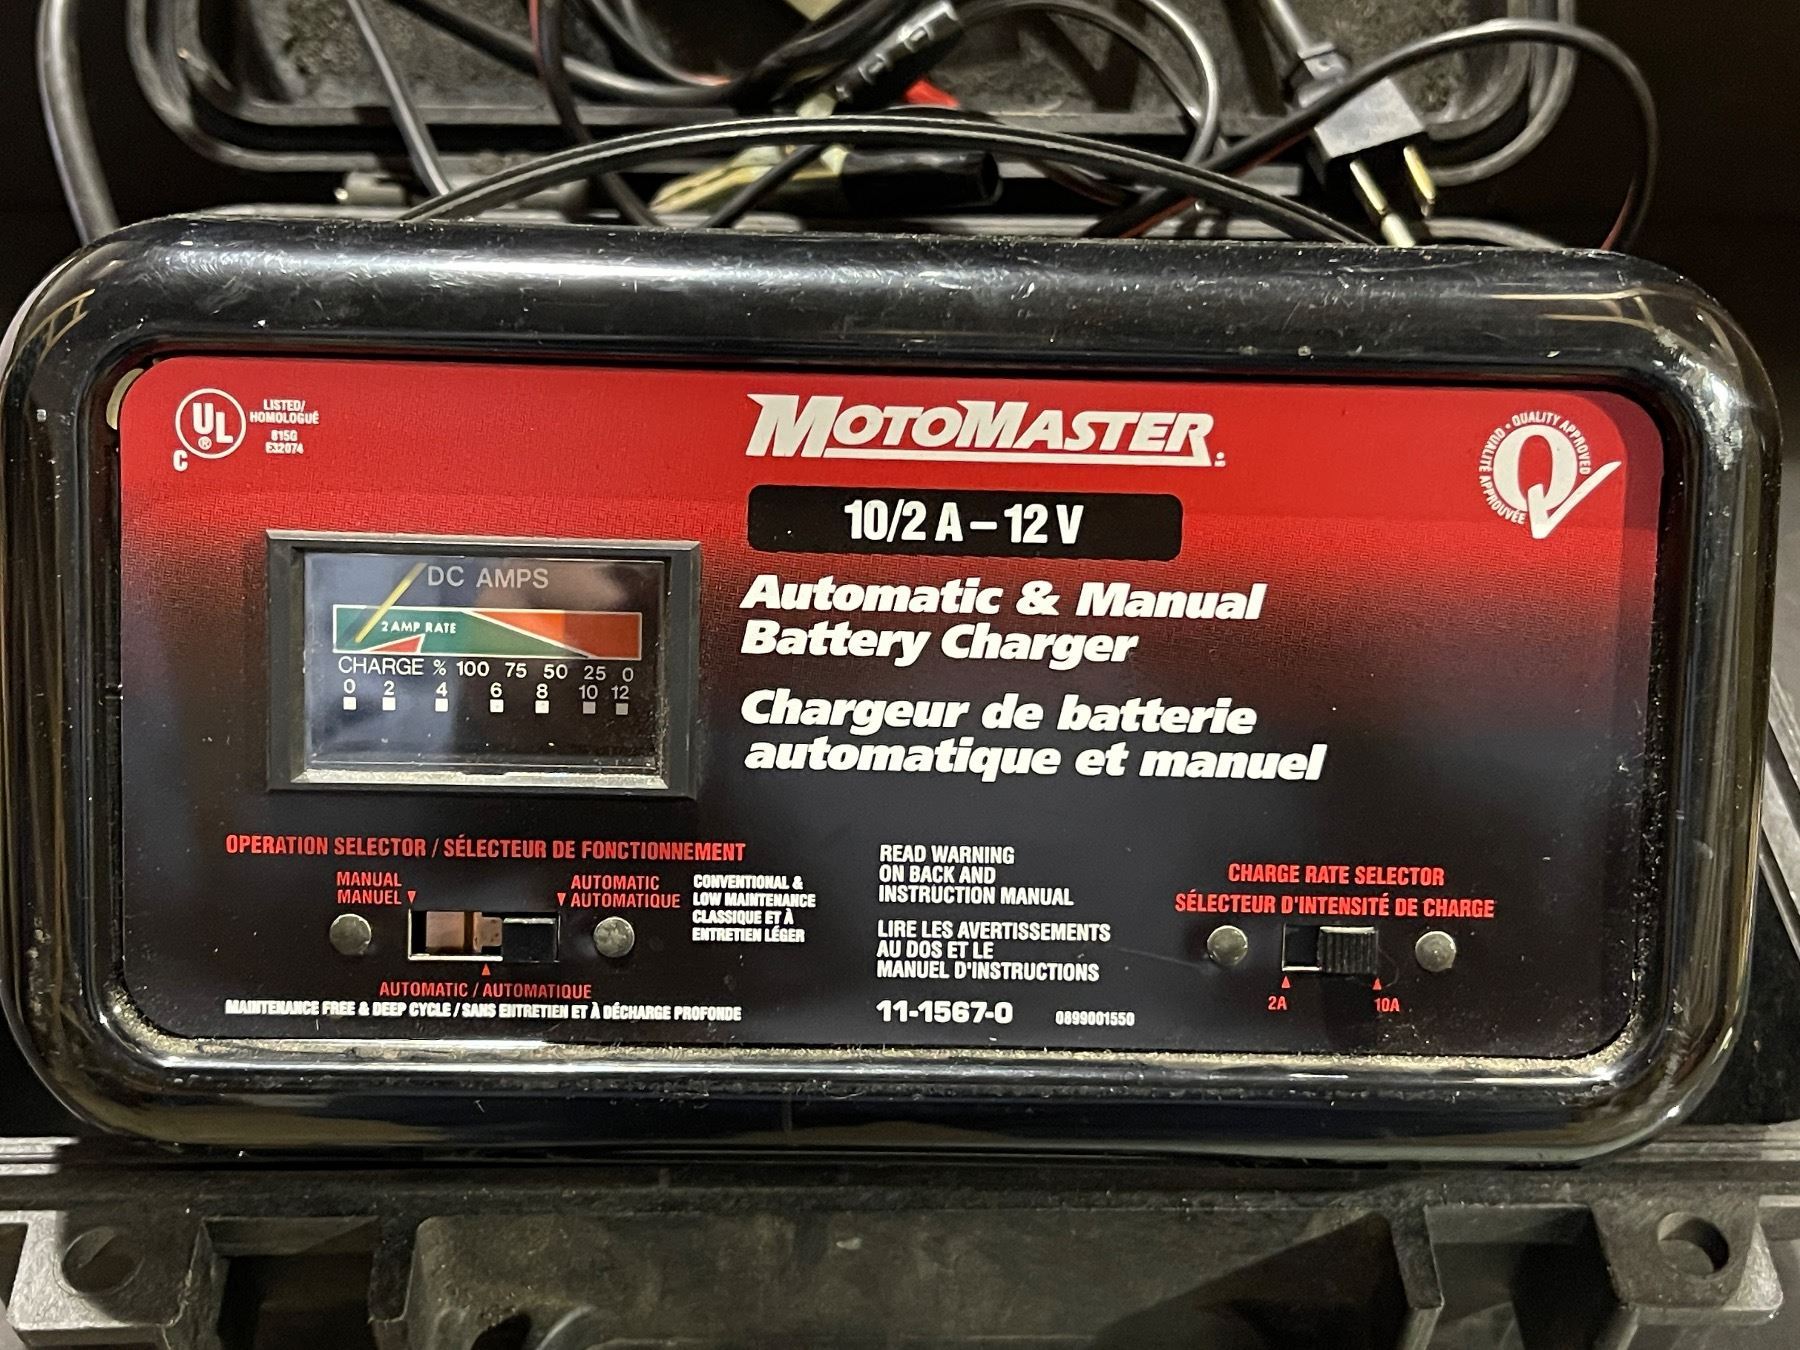 UL
®
C
LISTED/
HOMOLOGUÉ
815G
E32074
MOTOMASTER
QUALITY APPROVED • QUALITÉ APPROUVÉE
Q
10/2 A – 12 V
Automatic & Manual
Battery Charger
Chargeur de batterie
automatique et manuel
DC AMPS
2 AMP RATE
CHARGE % 100 75 50 25 0
0 2 4 6 8 10 12
OPERATION SELECTOR / SÉLECTEUR DE FONCTIONNEMENT
MANUAL
MANUEL
AUTOMATIC
AUTOMATIQUE
CONVENTIONAL &
LOW MAINTENANCE
CLASSIQUE ET À
ENTRETIEN LÉGER
AUTOMATIC / AUTOMATIQUE
MAINTENANCE FREE & DEEP CYCLE / SANS ENTRETIEN ET À DÉCHARGE PROFONDE
READ WARNING
ON BACK AND
INSTRUCTION MANUAL
LIRE LES AVERTISSEMENTS
AU DOS ET LE
MANUEL D'INSTRUCTIONS
11-1567-0
0899001550
CHARGE RATE SELECTOR
SÉLECTEUR D'INTENSITÉ DE CHARGE
2A
10A